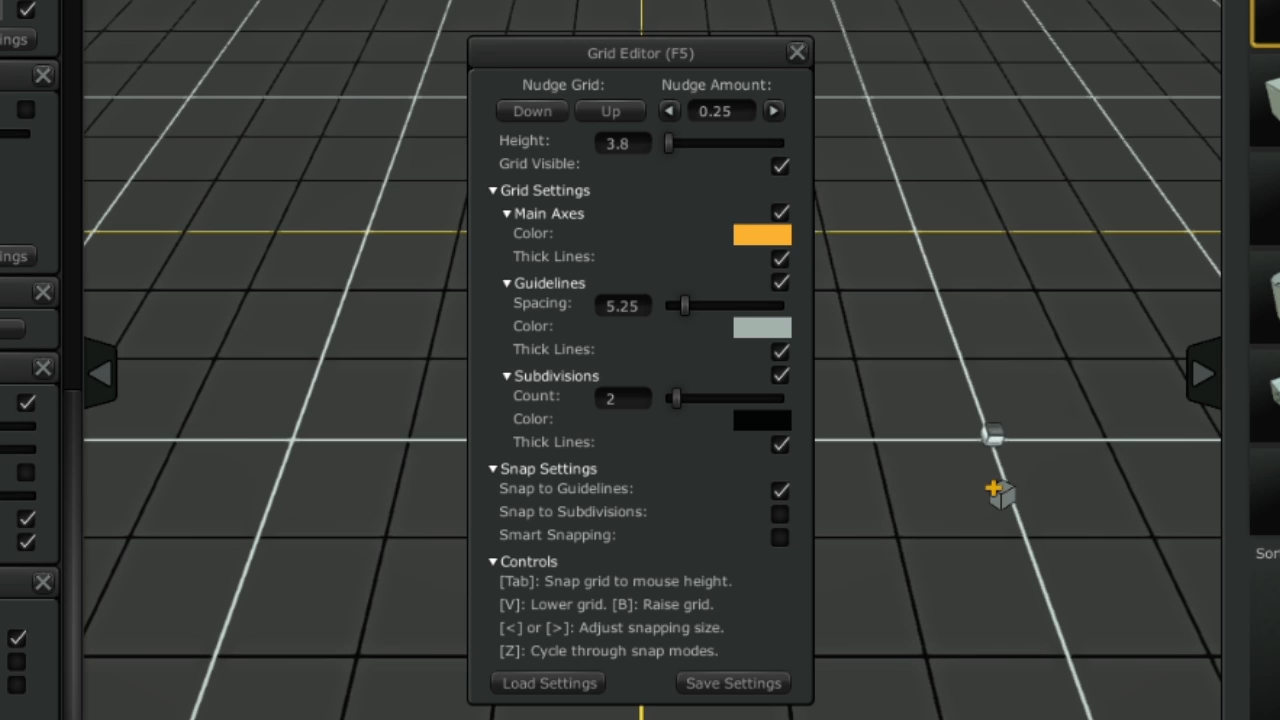 Grid Editor (F5)
Nudge Grid: Nudge Amount:
Down Up 0.25
ings
Height: 3.8
Grid Visible:
Grid Settings
Main Axes
Color:
ings
Thick Lines:
Guidelines
Spacing: 5.25
Color:
Thick Lines:
Subdivisions
Count: 2
Color:
Thick Lines:
Snap Settings
Snap to Guidelines:
Snap to Subdivisions:
Smart Snapping:
Controls
Sor
[Tab]: Snap grid to mouse height.
[V]: Lower grid. [B]: Raise grid.
[<] or [>]: Adjust snapping size.
[Z]: Cycle through snap modes.
Load Settings Save Settings